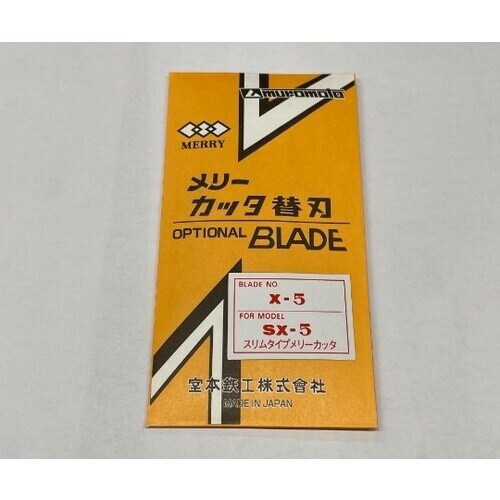 muromoto
MERRY
メリー
カッタ替刃
OPTIONAL BLADE
BLADE NO
X-5
FOR MODEL
SX-5
スリムタイプメリーカッタ
室本鉄工株式會社
MADE IN JAPAN